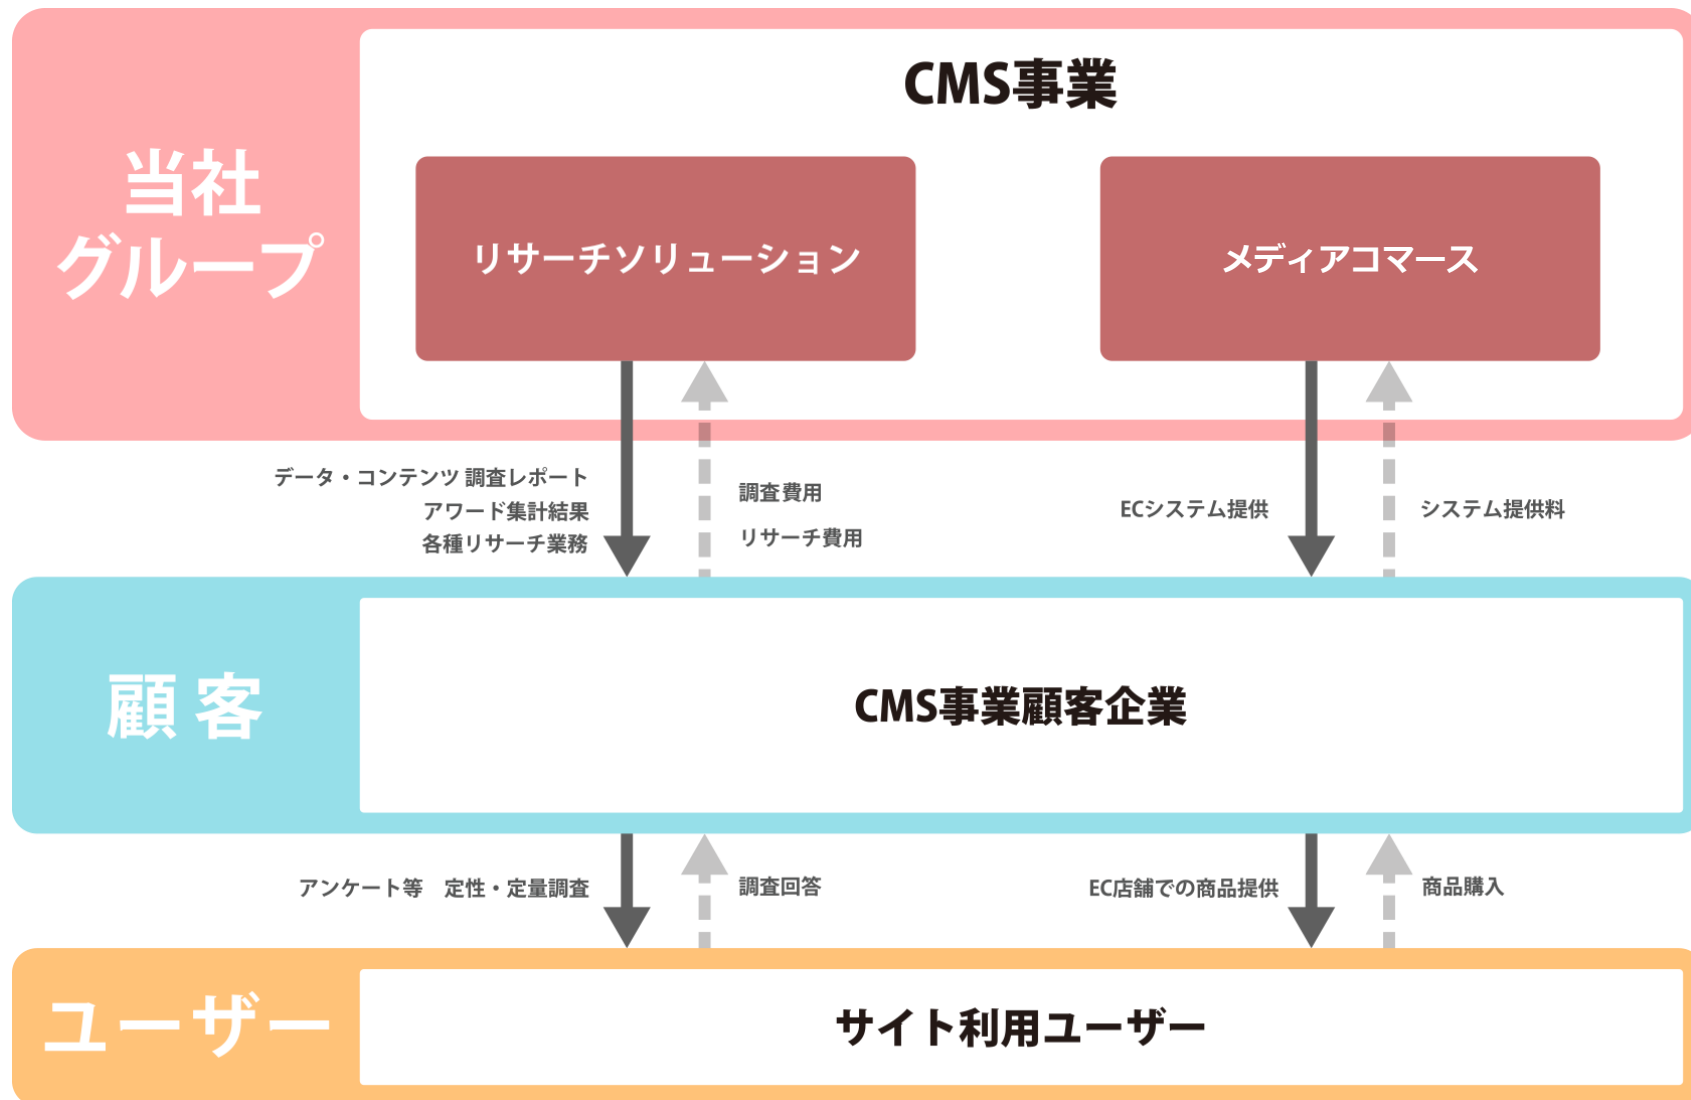 CMS事業
当社
グループ
リサーチソリューション
メディアコマース
データ・コンテンツ 調査レポート
アワード集計結果
各種リサーチ業務
調査費用
リサーチ費用
ECシステム提供
システム提供料
顧客
CMS事業顧客企業
アンケート等　定性・定量調査
調査回答
EC店舗での商品提供
商品購入
ユーザー
サイト利用ユーザー